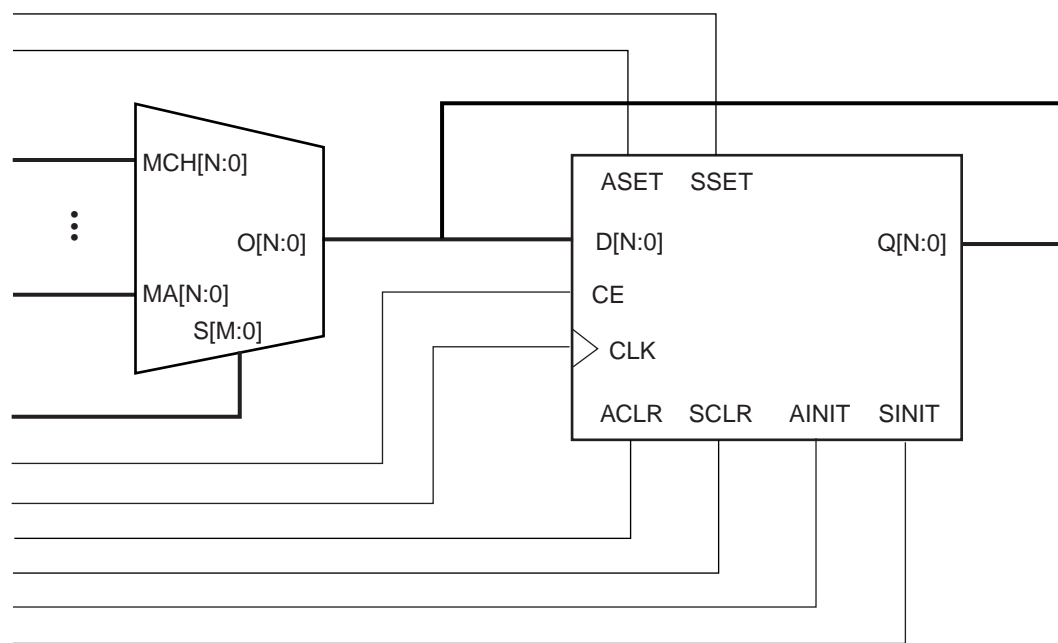 MCH[N:0]
O[N:0]
MA[N:0]
S[M:0]
ASET SSET
D[N:0] Q[N:0]
CE
CLK
ACLR SCLR AINIT SINIT